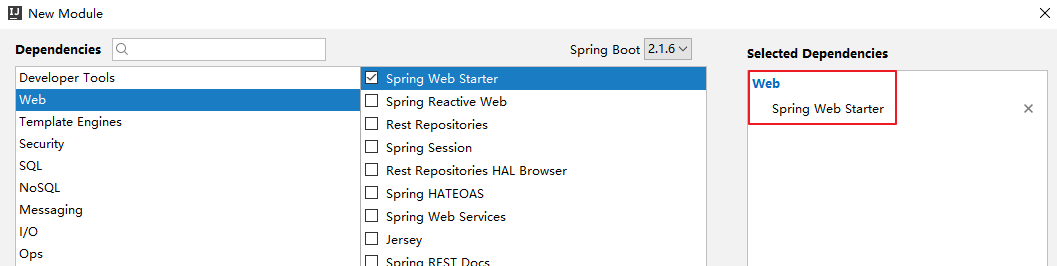 IJ New Module
Dependencies
Spring Boot 2.1.6
Selected Dependencies
Developer Tools
Web
Template Engines
Security
SQL
NoSQL
Messaging
I/O
Ops
Spring Web Starter
Spring Reactive Web
Rest Repositories
Spring Session
Rest Repositories HAL Browser
Spring HATEOAS
Spring Web Services
Jersey
Spring REST Docs
Web
Spring Web Starter